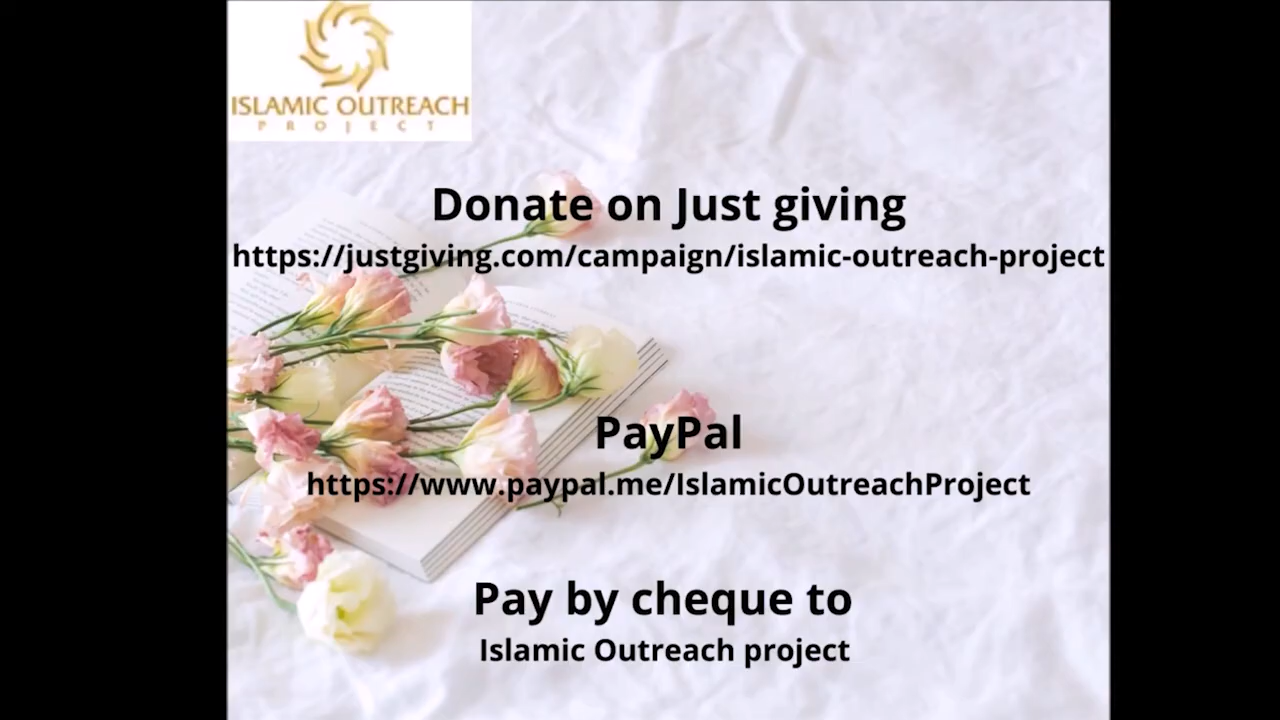 ISLAMIC OUTREACH
PROJECT
Donate on Just giving
https://justgiving.com/campaign/islamic-outreach-project
PayPal
https://www.paypal.me/IslamicOutreachProject
Pay by cheque to
Islamic Outreach project